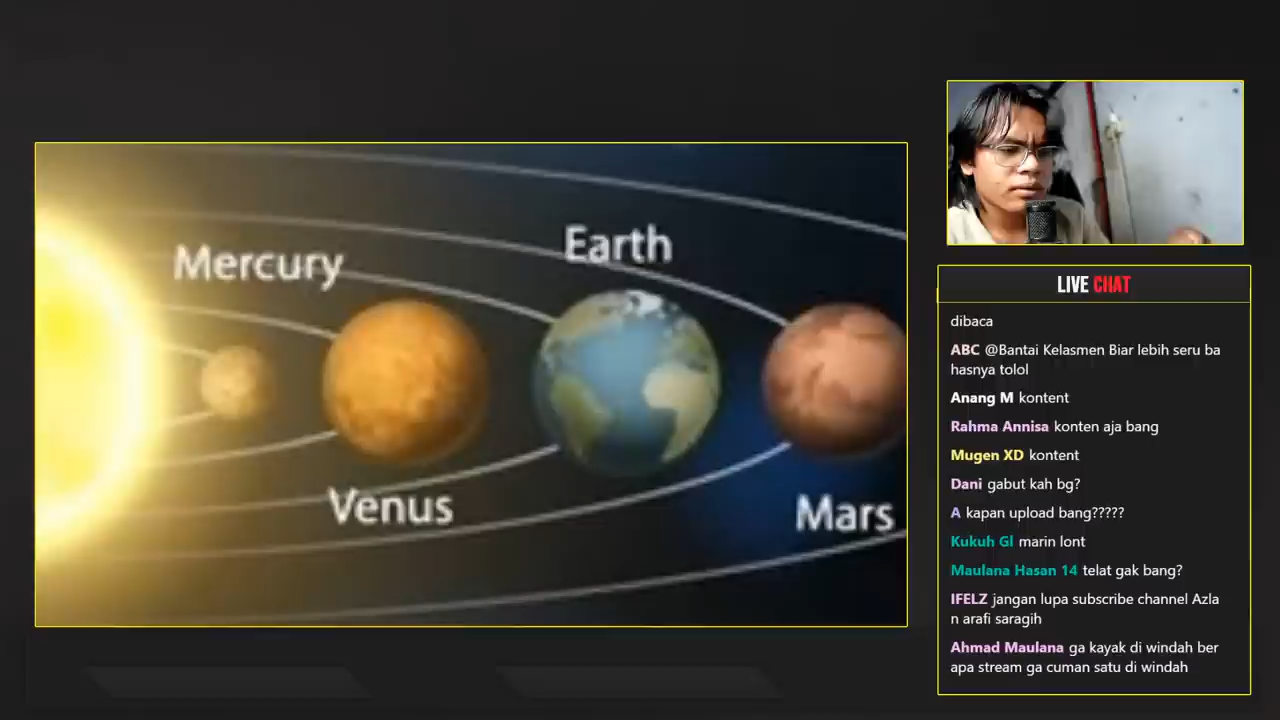 Mercury
Earth
Venus
Mars
LIVE CHAT
dibaca
ABC @Bantai Kelasmen Biar lebih seru ba
hasnya tolol
Anang M kontent
Rahma Annisa konten aja bang
Mugen XD kontent
Dani gabut kah bg?
A kapan upload bang?????
Kukuh Gl marin lont
Maulana Hasan 14 telat gak bang?
IFELZ jangan lupa subscribe channel Azla
n arafi saragih
Ahmad Maulana ga kayak di windah ber
apa stream ga cuman satu di windah